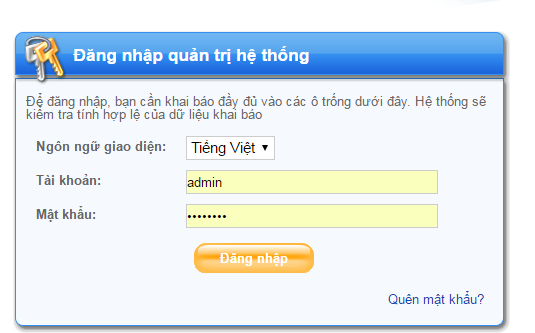 Đăng nhập quản trị hệ thống
Để đăng nhập, bạn cần khai báo đầy đủ vào các ô trống dưới đây. Hệ thống sẽ
kiểm tra tính hợp lệ của dữ liệu khai báo
Ngôn ngữ giao diện: Tiếng Việt
Tài khoản: admin
Mật khẩu: ••••••••
Đăng nhập
Quên mật khẩu?